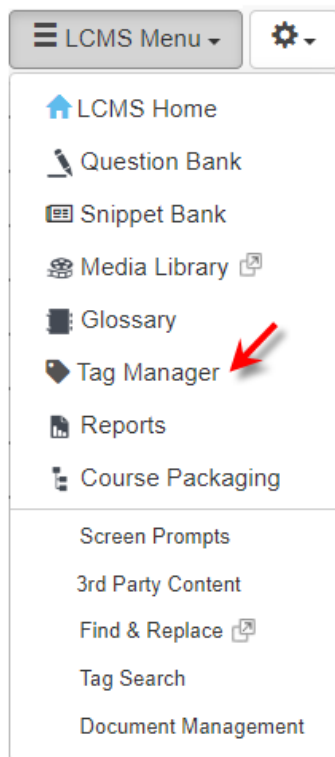 LCMS Menu
LCMS Home
Question Bank
Snippet Bank
Media Library
Glossary
Tag Manager
Reports
Course Packaging
Screen Prompts
3rd Party Content
Find & Replace
Tag Search
Document Management